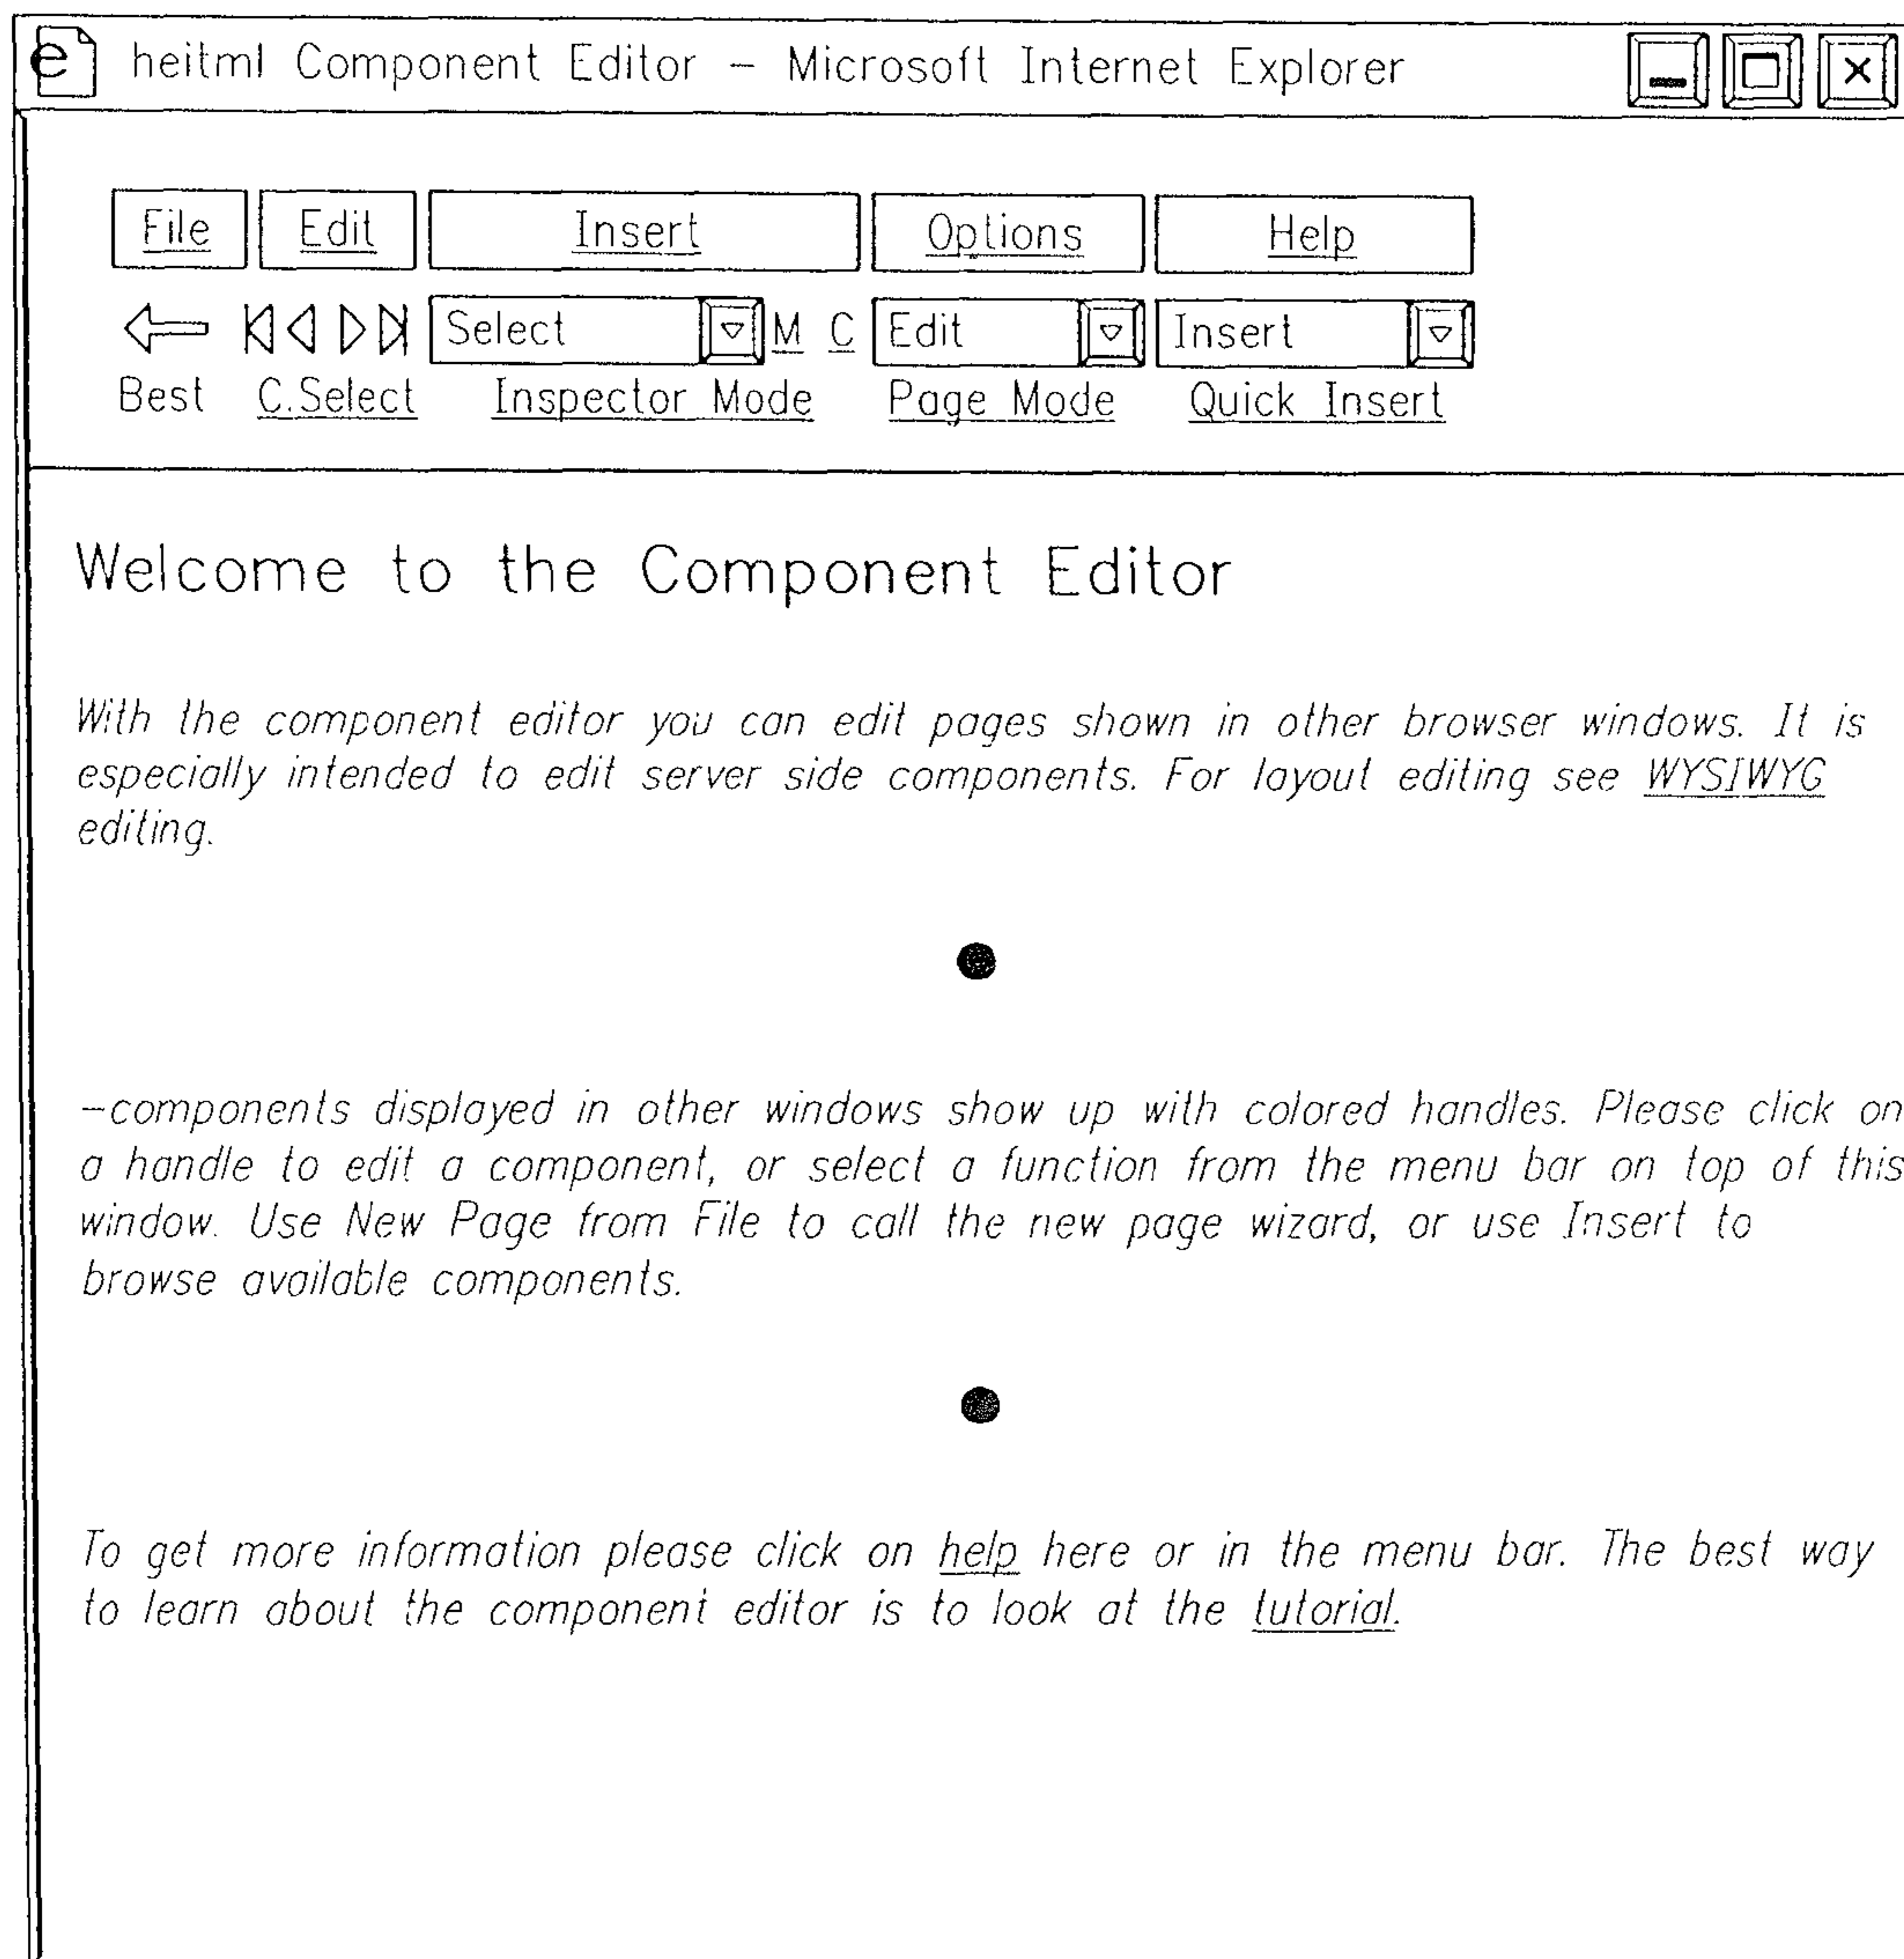 e heitml Component Editor – Microsoft Internet Explorer
File Edit Insert Options Help
Select M C Edit Insert
Best C.Select Inspector Mode Page Mode Quick Insert
Welcome to the Component Editor
With the component editor you can edit pages shown in other browser windows. It is
especially intended to edit server side components. For layout editing see WYSIWYG
editing.
–components displayed in other windows show up with colored handles. Please click on
a handle to edit a component, or select a function from the menu bar on top of this
window. Use New Page from File to call the new page wizard, or use Insert to
browse available components.
To get more information please click on help here or in the menu bar. The best way
to learn about the component editor is to look at the tutorial.